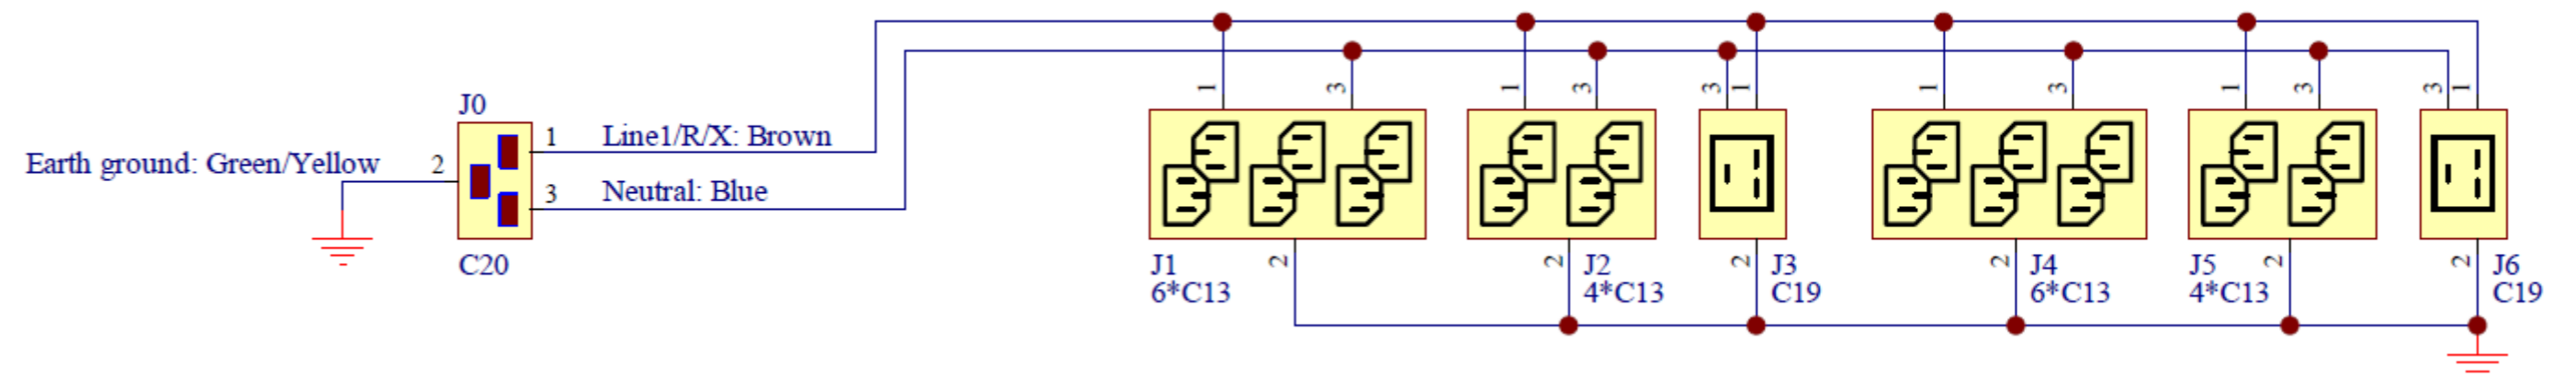 1 3 1 3 3 1 1 3 1 3 3 1
J0
1 Line1/R/X: Brown
Earth ground: Green/Yellow 2
3 Neutral: Blue
C20
J1 2 2 J2 2 J3 2 J4 J5 2 2 J6
6*C13 4*C13 C19 6*C13 4*C13 C19